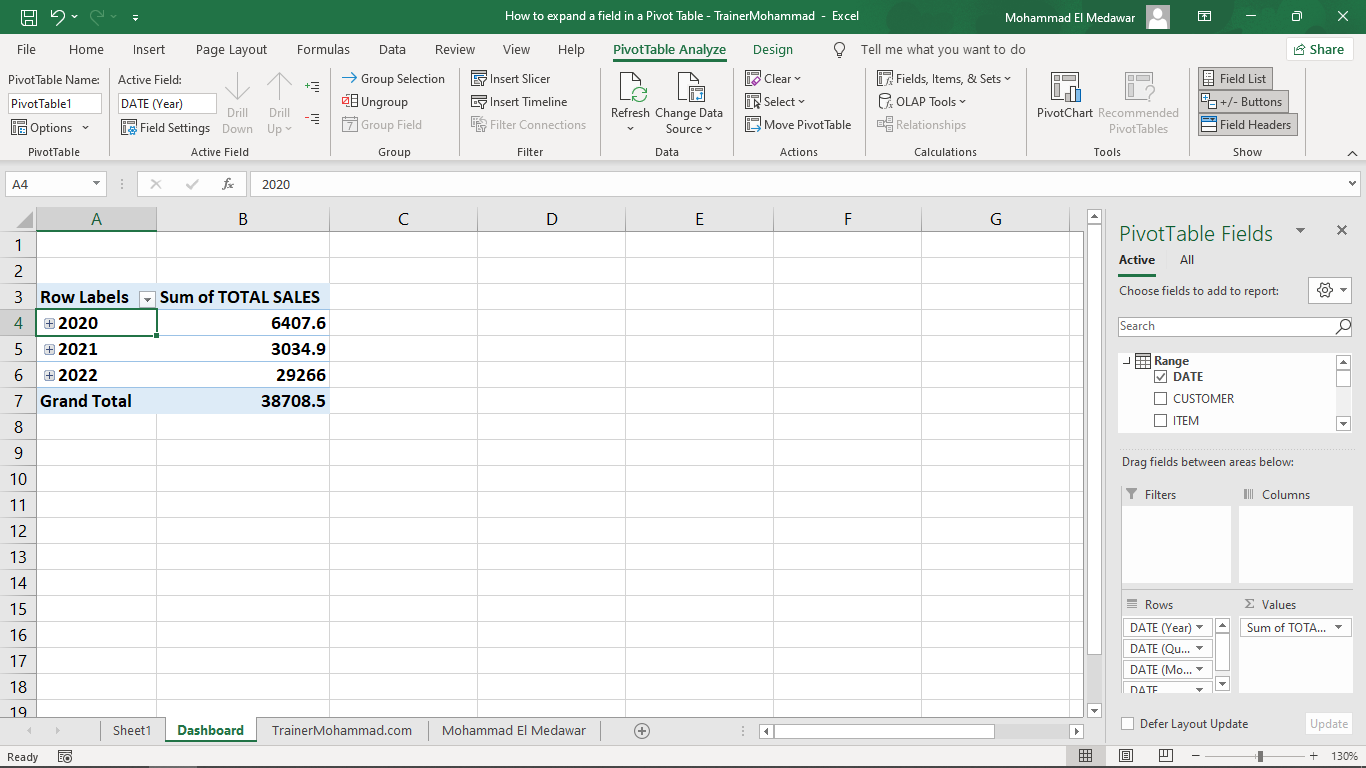 How to expand a field in a Pivot Table - TrainerMohammad - Excel
Mohammad El Medawar
File Home Insert Page Layout Formulas Data Review View Help PivotTable Analyze Design Tell me what you want to do Share
PivotTable Name:
PivotTable1
Options
PivotTable
Active Field:
DATE (Year)
Field Settings
Drill Down
Drill Up
Active Field
Group Selection
Ungroup
Group Field
Group
Insert Slicer
Insert Timeline
Filter Connections
Filter
Refresh
Change Data Source
Data
Clear
Select
Move PivotTable
Actions
Fields, Items, & Sets
OLAP Tools
Relationships
Calculations
PivotChart
Recommended PivotTables
Tools
Field List
+/- Buttons
Field Headers
Show
A4
fx
2020
A B C D E F G
1
2
3 Row Labels Sum of TOTAL SALES
4 2020 6407.6
5 2021 3034.9
6 2022 29266
7 Grand Total 38708.5
8
9
10
11
12
13
14
15
16
17
18
19
PivotTable Fields
Active All
Choose fields to add to report:
Search
Range
DATE
CUSTOMER
ITEM
Drag fields between areas below:
Filters
Columns
Rows
DATE (Year)
DATE (Qu...
DATE (Mo...
DATE
Σ Values
Sum of TOTA...
Defer Layout Update
Update
Sheet1 Dashboard TrainerMohammad.com Mohammad El Medawar
Ready
130%